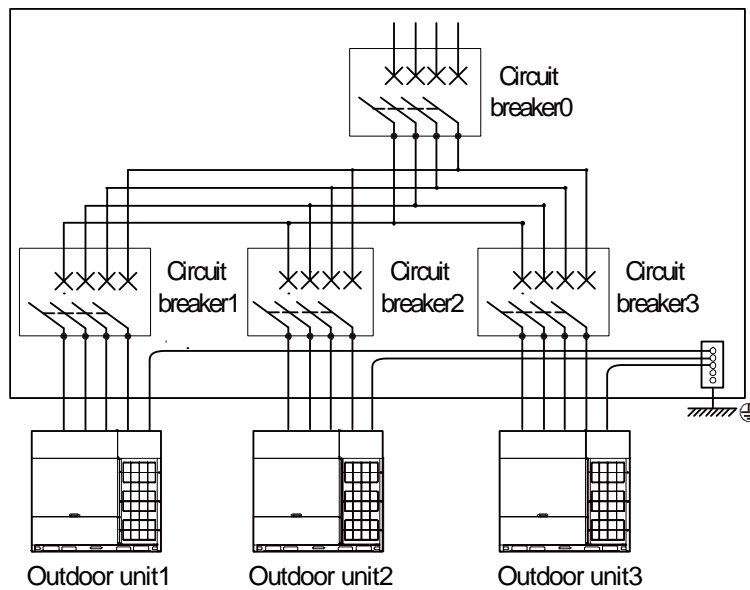 Circuit
breaker0
Circuit
breaker1
Circuit
breaker2
Circuit
breaker3
Outdoor unit1
Outdoor unit2
Outdoor unit3